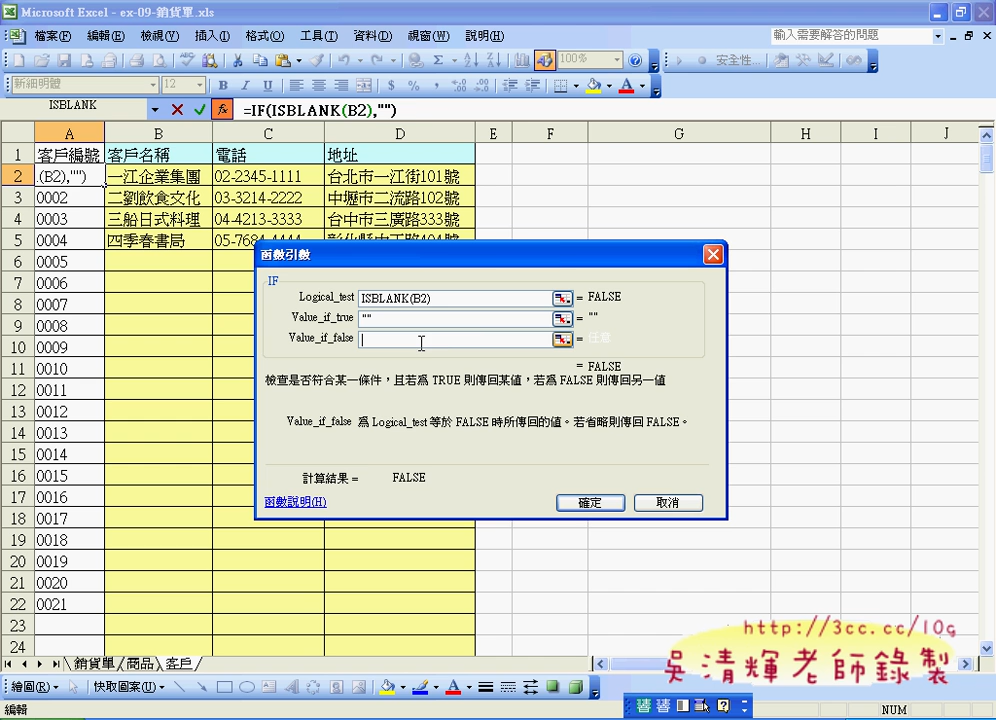 Microsoft Excel - ex-09-銷貨單.xls
檔案(F) 編輯(E) 檢視(V) 插入(I) 格式(O) 工具(T) 資料(D) 視窗(W) 說明(H) 輸入需要解答的問題
100% 安全性...
新細明體 12 B I U $ % ,
ISBLANK =IF(ISBLANK(B2),"")
A B C D E F G H I J
1 客戶編號 客戶名稱 電話 地址
2 .(B2),"") 一江企業集團 02-2345-1111 台北市一江街101號
3 0002 二劉飲食文化 03-3214-2222 中壢市二流路102號
4 0003 三船日式料理 04-4213-3333 台中市三廣路333號
5 0004 四季春書局
6 0005
7 0006
8 0007
9 0008
10 0009
11 0010
12 0011
13 0012
14 0013
15 0014
16 0015
17 0016
18 0017
19 0018
20 0019
21 0020
22 0021
23
24
函數引數
IF
Logical_test ISBLANK(B2) = FALSE
Value_if_true "" = ""
Value_if_false = 任意
= FALSE
檢查是否符合某一條件，且若為 TRUE 則傳回某值，若為 FALSE 則傳回另一值
Value_if_false 為 Logical_test 等於 FALSE 時所傳回的值。若省略則傳回 FALSE。
計算結果 = FALSE
函數說明(H) 確定 取消
http://3cc.cc/10g
吳清輝老師錄製
銷貨單 商品 客戶
繪圖(R) 快取圖案(U)
編輯 NUM